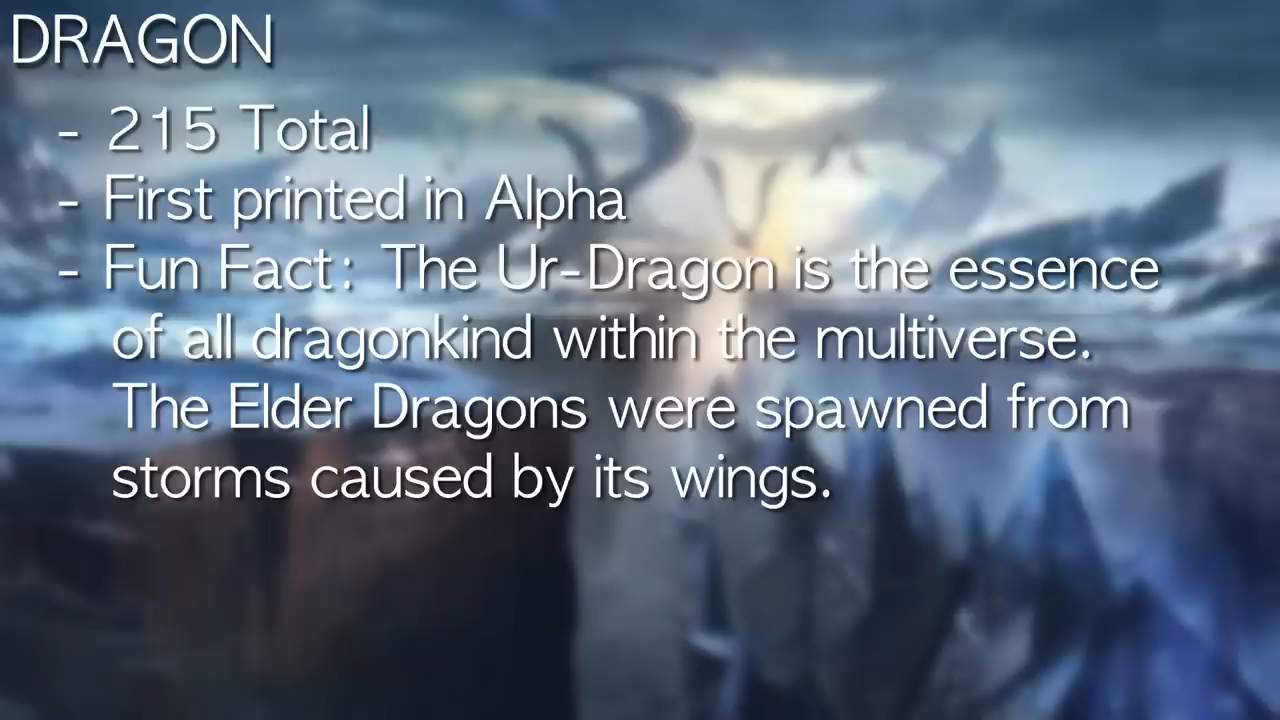 DRAGON
- 215 Total
- First printed in Alpha
- Fun Fact: The Ur-Dragon is the essence
of all dragonkind within the multiverse.
The Elder Dragons were spawned from
storms caused by its wings.